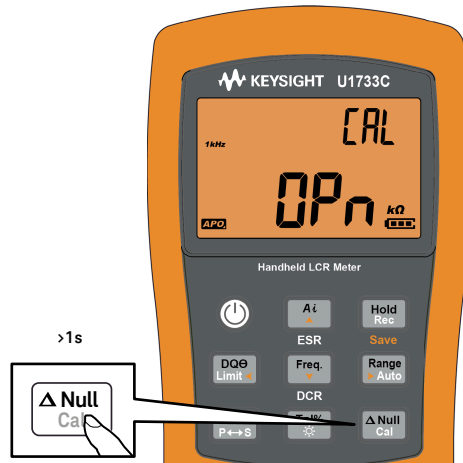 KEYSIGHT U1733C
CAL
1kHz
OPn
kΩ
APO
Handheld LCR Meter
Ai
Hold
Rec
ESR
Save
>1s
DQΘ
Limit
Freq.
Range
Auto
DCR
Δ Null
Cal
P↔S
Δ Null
Cal